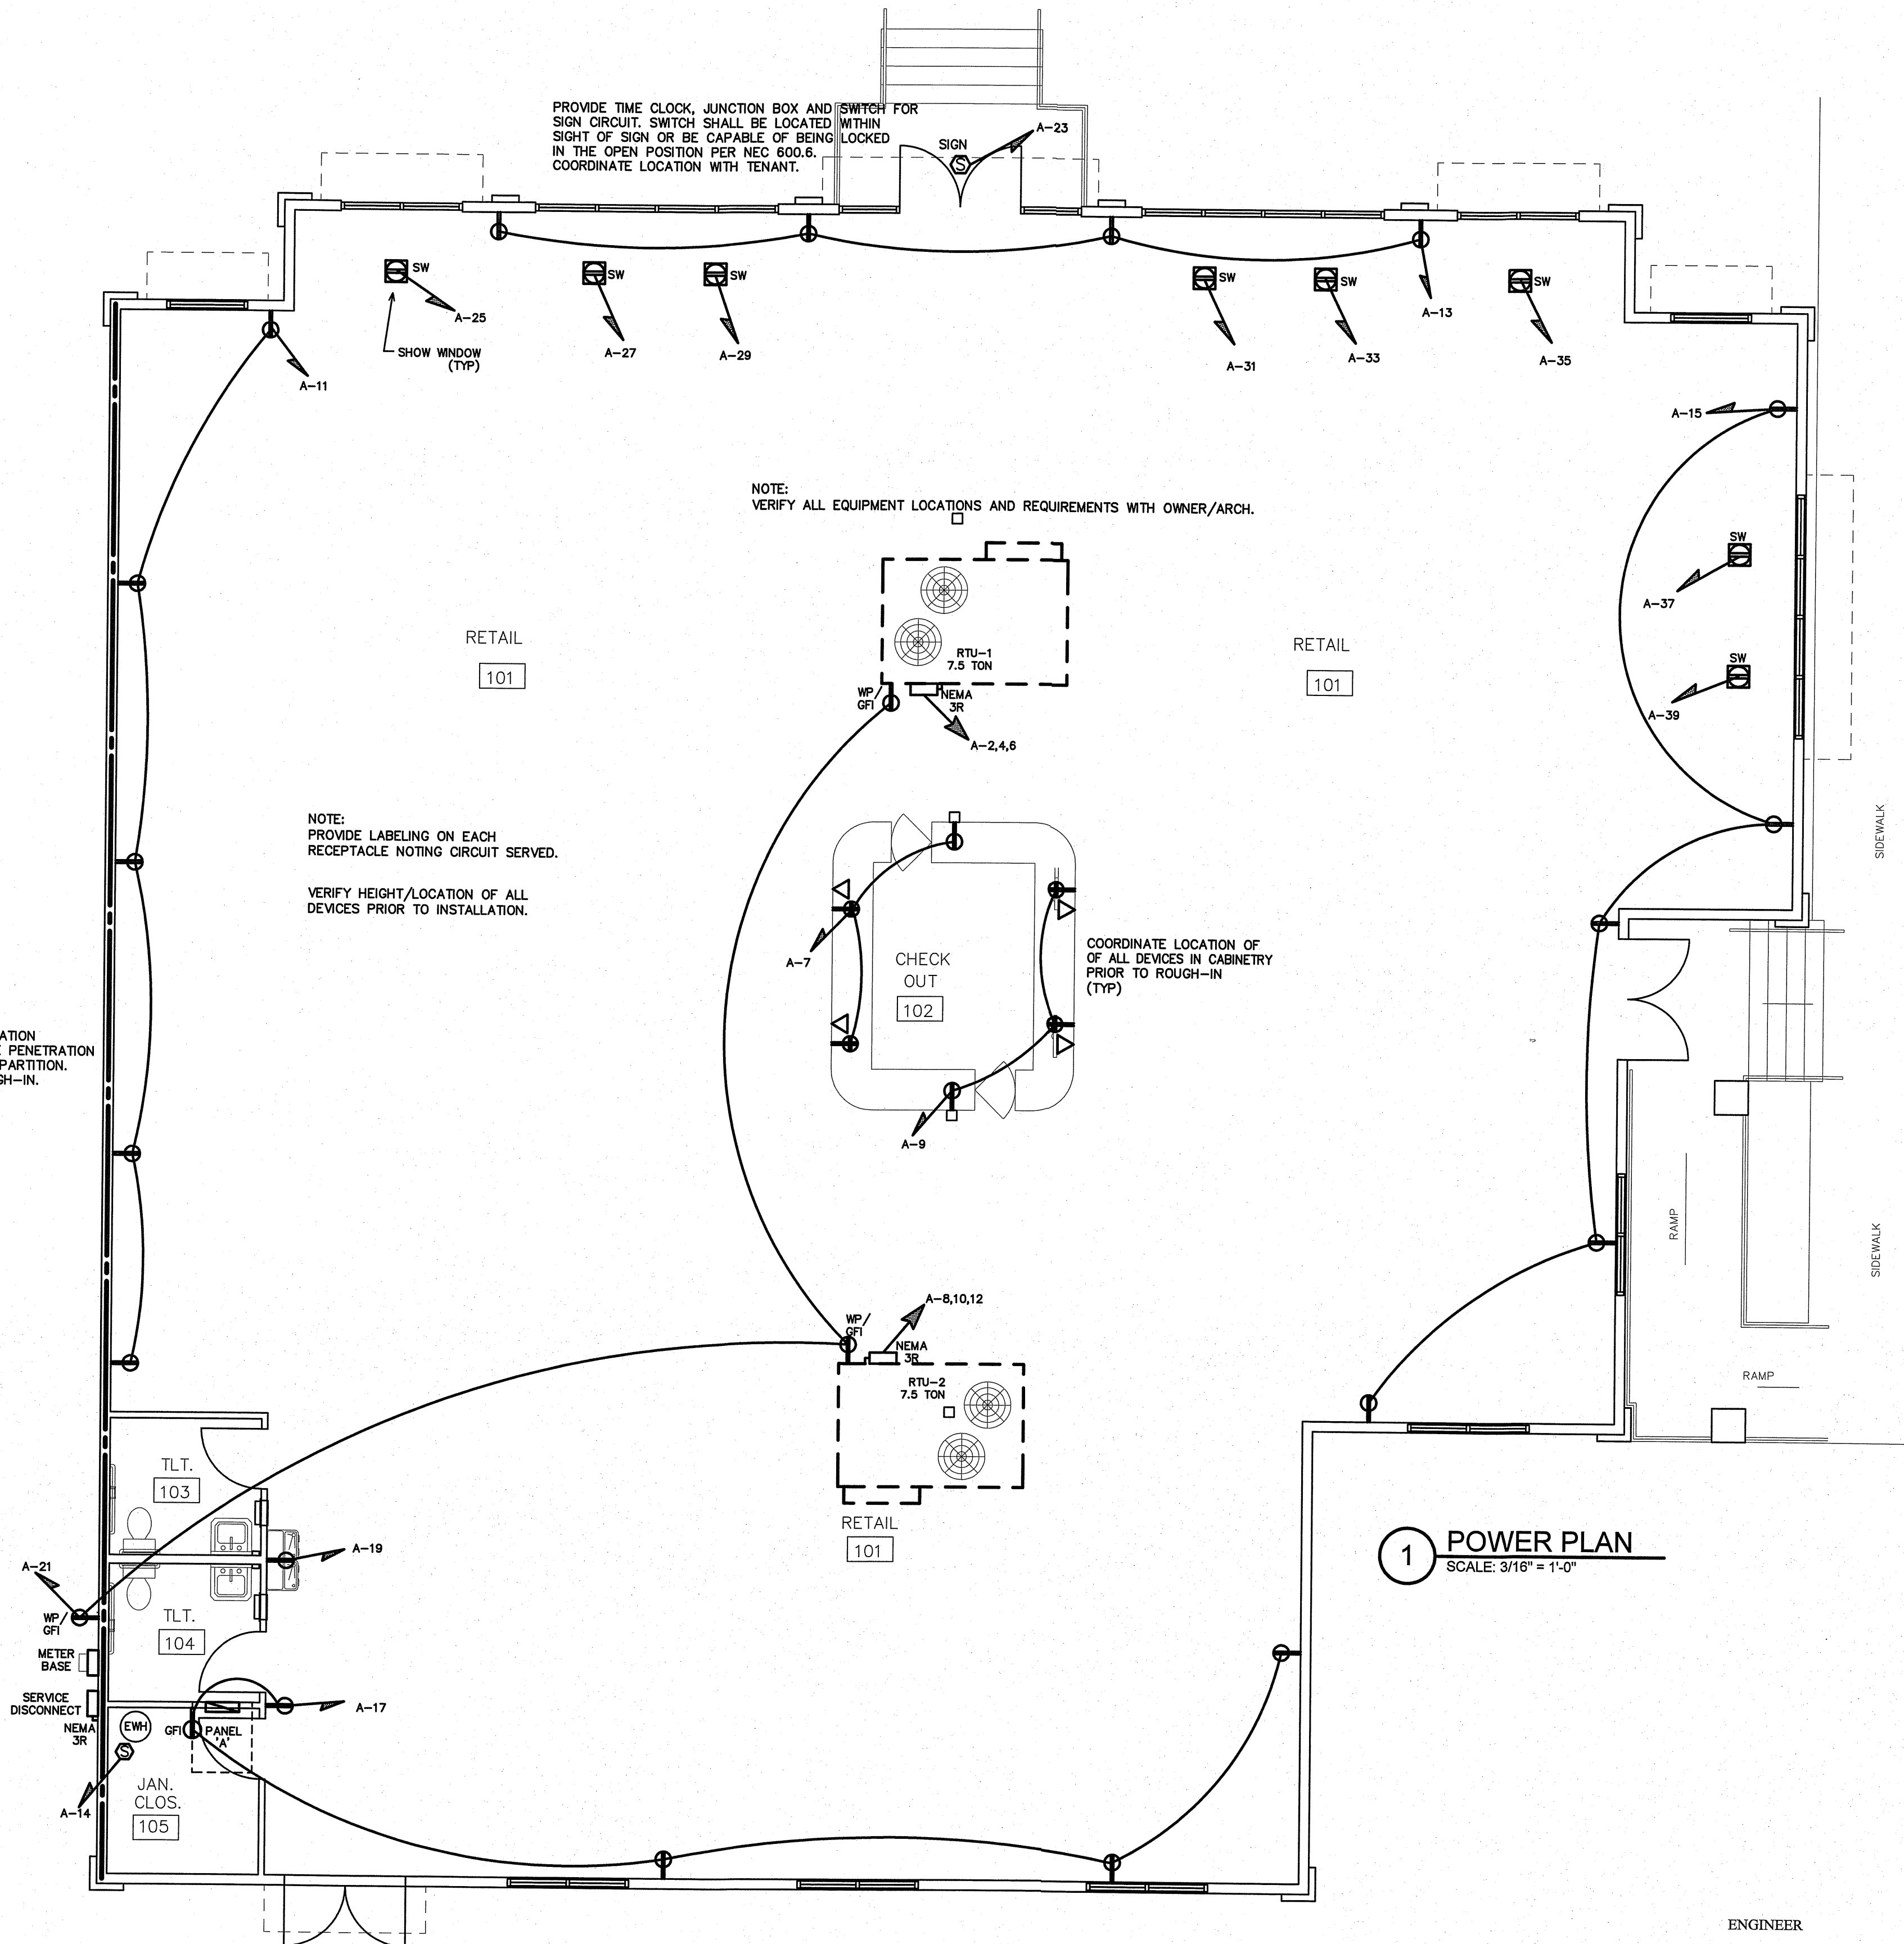 PROVIDE TIME CLOCK, JUNCTION BOX AND SWITCH FOR
SIGN CIRCUIT. SWITCH SHALL BE LOCATED WITHIN
SIGHT OF SIGN OR BE CAPABLE OF BEING LOCKED
IN THE OPEN POSITION PER NEC 600.6.
COORDINATE LOCATION WITH TENANT.
SIGN
S
A-23
SW
A-25
SHOW WINDOW
(TYP)
SW
A-27
SW
A-29
SW
A-31
SW
A-33
A-13
SW
A-35
A-11
A-15
NOTE:
VERIFY ALL EQUIPMENT LOCATIONS AND REQUIREMENTS WITH OWNER/ARCH.
SW
A-37
SW
A-39
RETAIL
101
RTU-1
7.5 TON
WP/
GFI
NEMA
3R
A-2,4,6
RETAIL
101
NOTE:
PROVIDE LABELING ON EACH
RECEPTACLE NOTING CIRCUIT SERVED.
VERIFY HEIGHT/LOCATION OF ALL
DEVICES PRIOR TO INSTALLATION.
SIDEWALK
A-7
CHECK
OUT
102
COORDINATE LOCATION OF
OF ALL DEVICES IN CABINETRY
PRIOR TO ROUGH-IN
(TYP)
A-9
ATION
E PENETRATION
PARTITION.
GH-IN.
RAMP
SIDEWALK
RAMP
A-8,10,12
WP/
GFI
NEMA
3R
RTU-2
7.5 TON
RETAIL
101
TLT.
103
A-19
A-21
WP/
GFI
TLT.
104
METER
BASE
SERVICE
DISCONNECT
NEMA
3R
EWH
S
GFI
PANEL
'A'
A-17
A-14
JAN.
CLOS.
105
1
POWER PLAN
SCALE: 3/16" = 1'-0"
ENGINEER